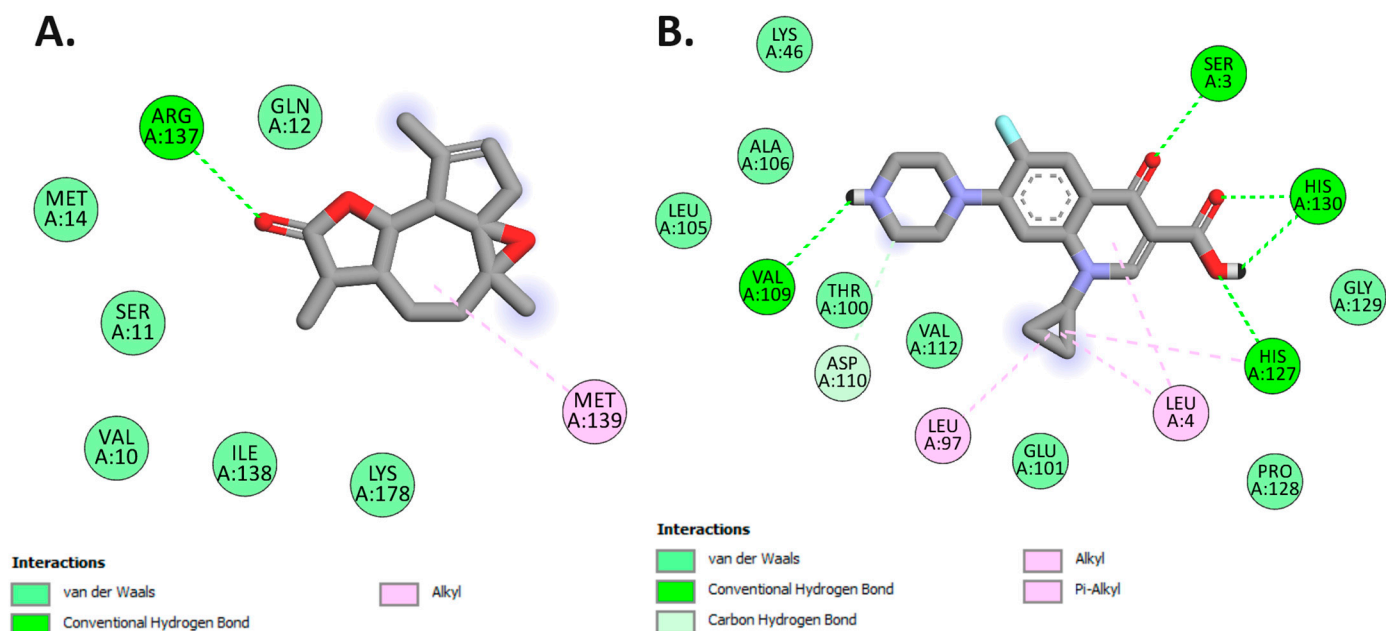 A.
ARG
A:137
GLN
A:12
MET
A:14
SER
A:11
VAL
A:10
ILE
A:138
LYS
A:178
MET
A:139
Interactions
van der Waals
Conventional Hydrogen Bond
Alkyl
B.
LYS
A:46
SER
A:3
ALA
A:106
HIS
A:130
LEU
A:105
VAL
A:109
THR
A:100
GLY
A:129
VAL
A:112
ASP
A:110
HIS
A:127
LEU
A:4
LEU
A:97
GLU
A:101
PRO
A:128
Interactions
van der Waals
Conventional Hydrogen Bond
Carbon Hydrogen Bond
Alkyl
Pi-Alkyl